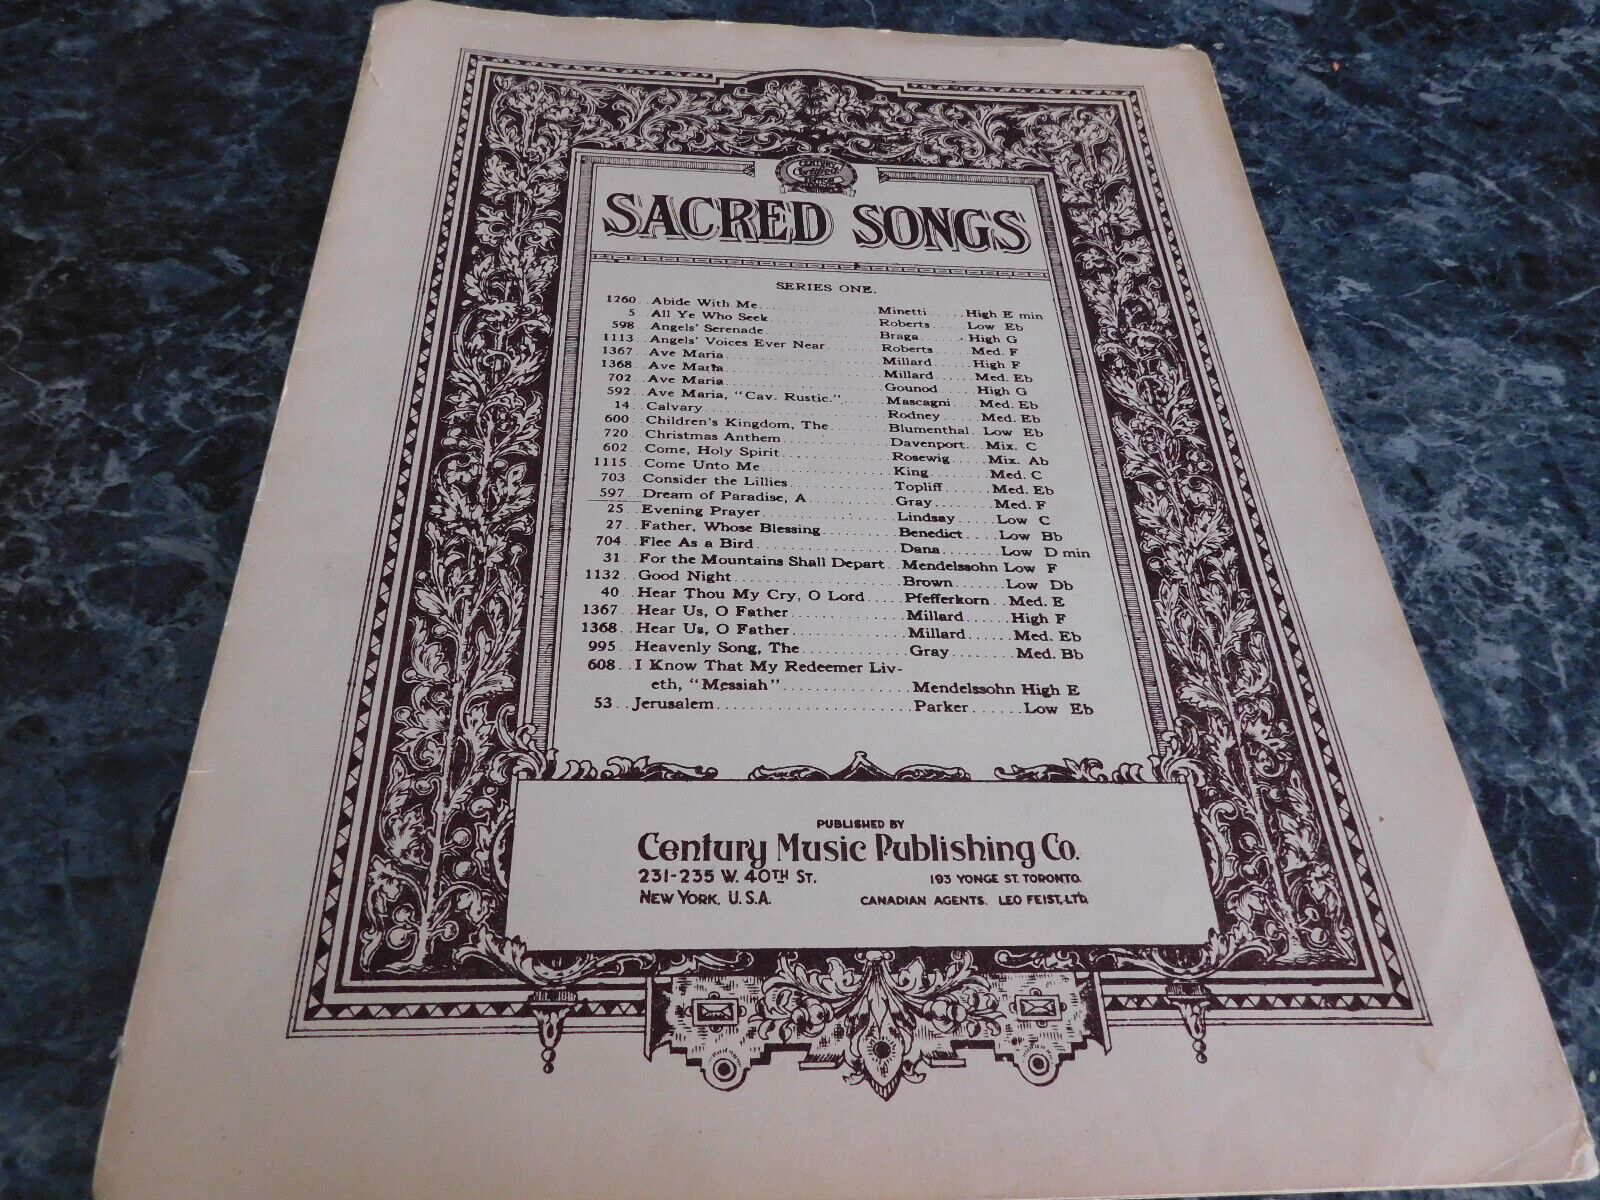 Century
Certified
Edition
SACRED SONGS
SERIES ONE.
1260.. Abide With Me.................Minetti.....High E min
5.. All Ye Who Seek................Roberts.....Low Eb
598.. Angels' Serenade................Braga.......High G
1113.. Angels' Voices Ever Near........Roberts.....Med. F
1367.. Ave Maria......................Millard.....High F
1368.. Ave Maria......................Millard.....Med. Eb
702.. Ave Maria......................Gounod......High G
592.. Ave Maria, "Cav. Rustic."......Mascagni....Med. Eb
14.. Calvary........................Rodney......Med. Eb
600.. Children's Kingdom, The........Blumenthal. Low Eb
720.. Christmas Anthem...............Davenport...Mix. C
602.. Come, Holy Spirit..............Rosewig.....Mix. Ab
1115.. Come Unto Me...................King........Med. C
703.. Consider the Lillies...........Topliff......Med. Eb
597.. Dream of Paradise, A...........Gray........Med. F
25.. Evening Prayer.................Lindsay.....Low C
27.. Father, Whose Blessing.........Benedict....Low Bb
704.. Flee As a Bird.................Dana........Low D min
31.. For the Mountains Shall Depart..Mendelssohn Low F
1132.. Good Night.....................Brown.......Low Db
40.. Hear Thou My Cry, O Lord.....Pfefferkorn..Med. E
1367.. Hear Us, O Father..............Millard......High F
1368.. Hear Us, O Father..............Millard......Med. Eb
995.. Heavenly Song, The.............Gray........Med. Bb
608.. I Know That My Redeemer Liv-
eth, "Messiah"...............Mendelssohn High E
53.. Jerusalem......................Parker......Low Eb
PUBLISHED BY
Century Music Publishing Co.
231-235 W. 40TH ST. 193 YONGE ST. TORONTO.
NEW YORK, U.S.A. CANADIAN AGENTS. LEO FEIST, LTD.